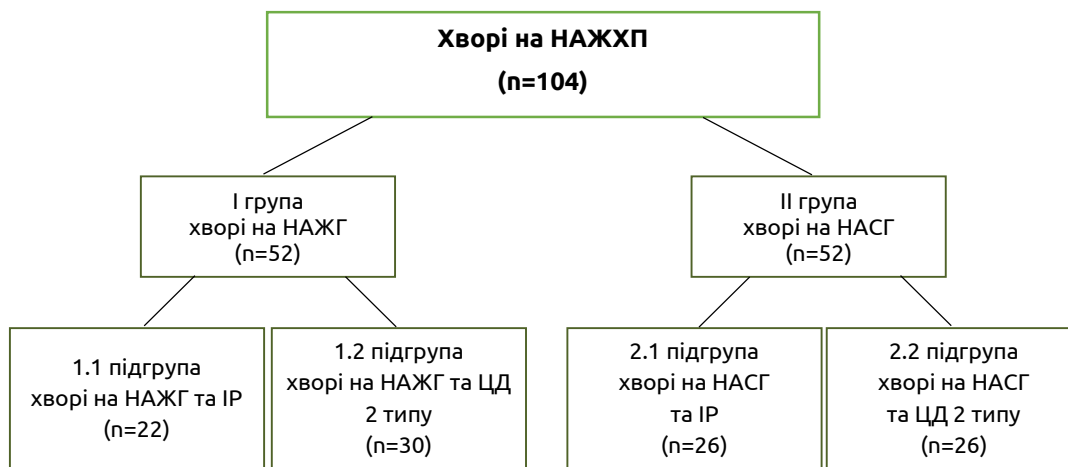 Хворі на НАЖХП
(n=104)
І група
хворі на НАЖГ
(n=52)
ІІ група
хворі на НАСГ
(n=52)
1.1 підгрупа
хворі на НАЖГ та ІР
(n=22)
1.2 підгрупа
хворі на НАЖГ та ЦД
2 типу
(n=30)
2.1 підгрупа
хворі на НАСГ
та ІР
(n=26)
2.2 підгрупа
хворі на НАСГ
та ЦД 2 типу
(n=26)